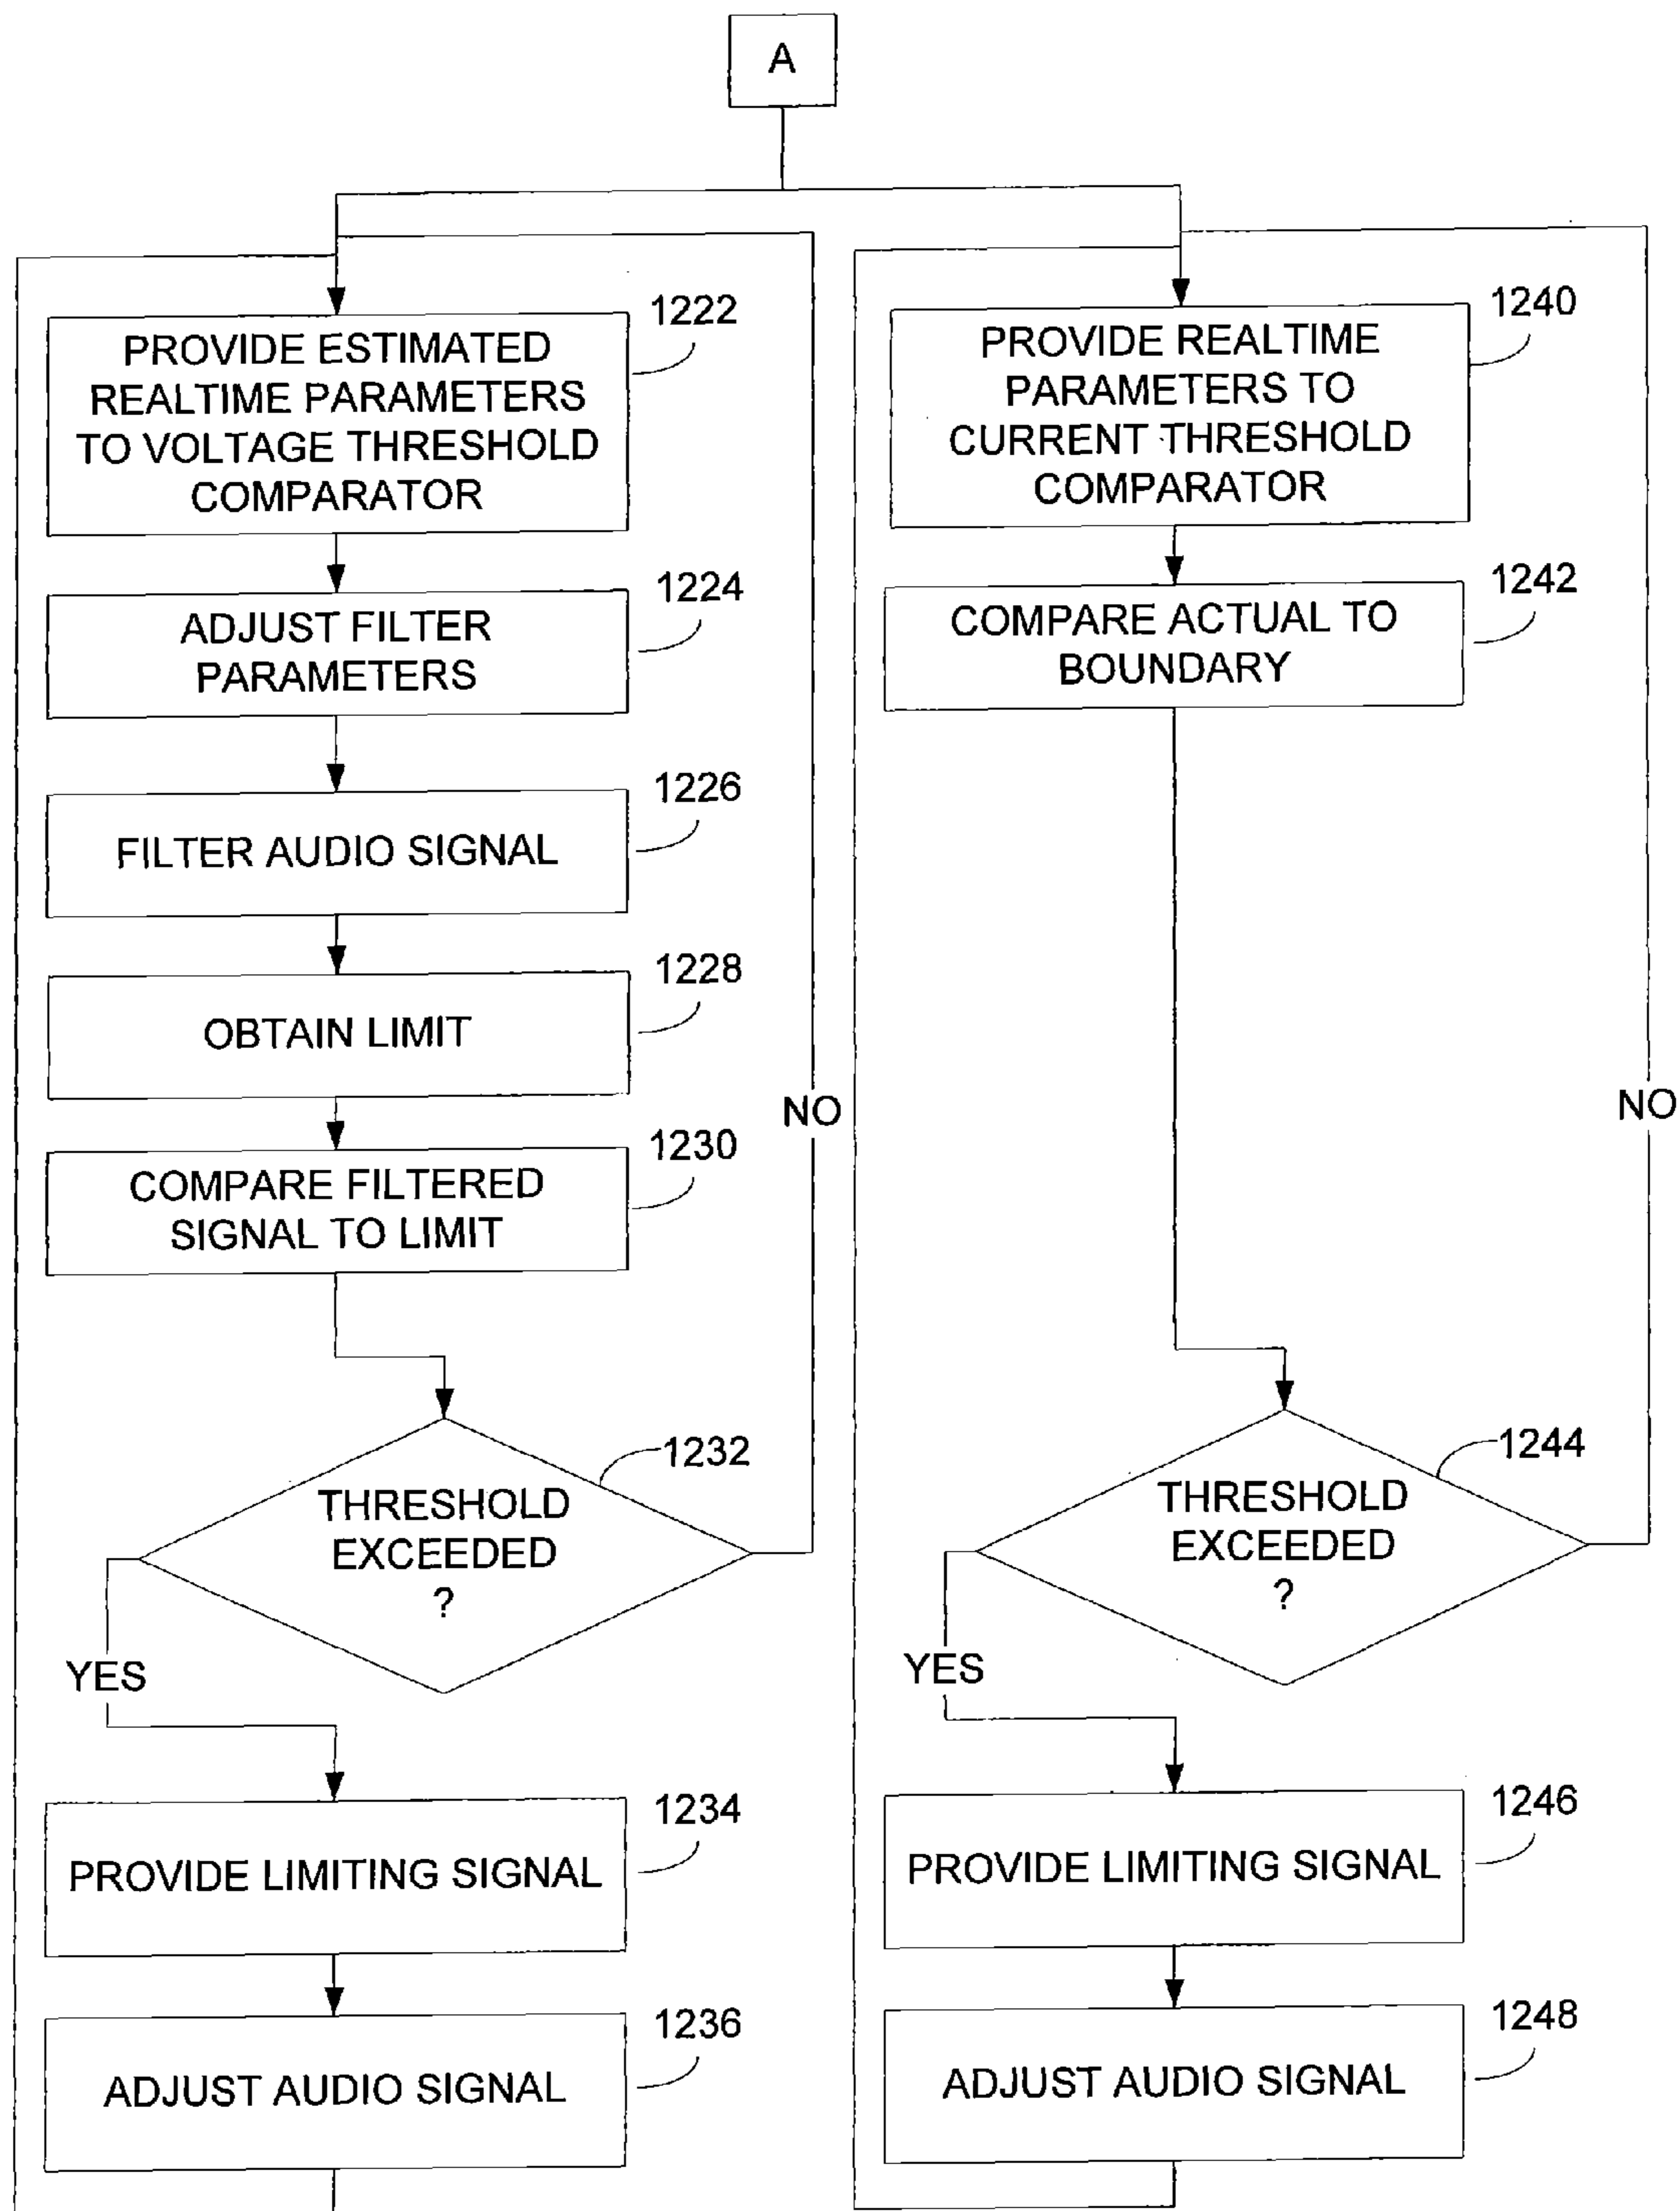 A
PROVIDE ESTIMATED
REALTIME PARAMETERS
TO VOLTAGE THRESHOLD
COMPARATOR
1222
ADJUST FILTER
PARAMETERS
1224
FILTER AUDIO SIGNAL
1226
OBTAIN LIMIT
1228
COMPARE FILTERED
SIGNAL TO LIMIT
1230
THRESHOLD
EXCEEDED
?
1232
NO
YES
PROVIDE LIMITING SIGNAL
1234
ADJUST AUDIO SIGNAL
1236
PROVIDE REALTIME
PARAMETERS TO
CURRENT THRESHOLD
COMPARATOR
1240
COMPARE ACTUAL TO
BOUNDARY
1242
THRESHOLD
EXCEEDED
?
1244
NO
YES
PROVIDE LIMITING SIGNAL
1246
ADJUST AUDIO SIGNAL
1248